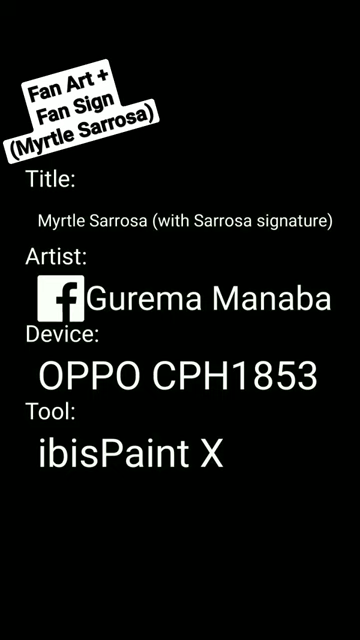 Fan Art +
Fan Sign
(Myrtle Sarrosa)
Title:
Myrtle Sarrosa (with Sarrosa signature)
Artist:
Gurema Manaba
Device:
OPPO CPH1853
Tool:
ibisPaint X